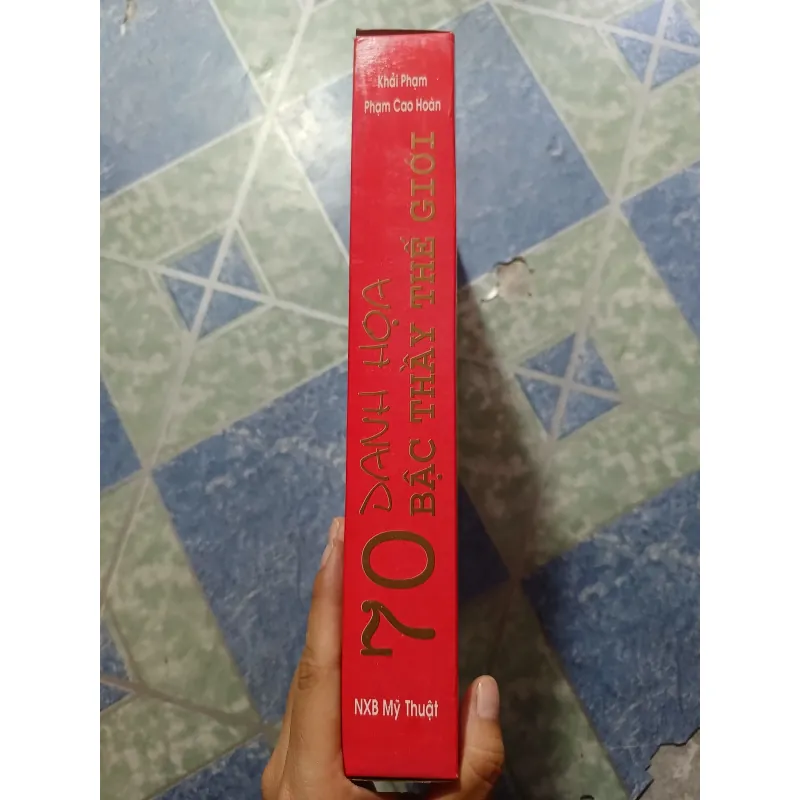 Khải Phạm
Phạm Cao Hoàn
70 DANH HỌA
BẬC THẦY THẾ GIỚI
NXB Mỹ Thuật